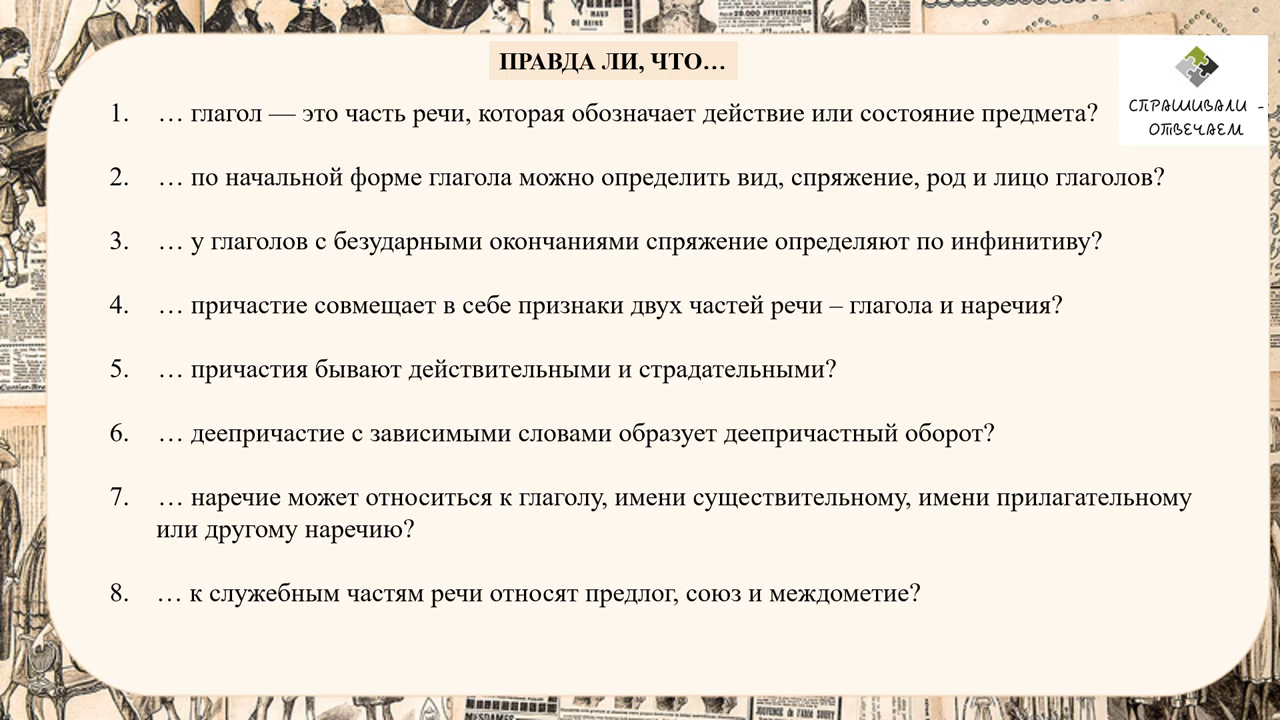 ПРАВДА ЛИ, ЧТО…
СПРАШИВАЛИ -
ОТВЕЧАЕМ
1. … глагол — это часть речи, которая обозначает действие или состояние предмета?
2. … по начальной форме глагола можно определить вид, спряжение, род и лицо глаголов?
3. … у глаголов с безударными окончаниями спряжение определяют по инфинитиву?
4. … причастие совмещает в себе признаки двух частей речи – глагола и наречия?
5. … причастия бывают действительными и страдательными?
6. … деепричастие с зависимыми словами образует деепричастный оборот?
7. … наречие может относиться к глаголу, имени существительному, имени прилагательному
или другому наречию?
8. … к служебным частям речи относят предлог, союз и междометие?